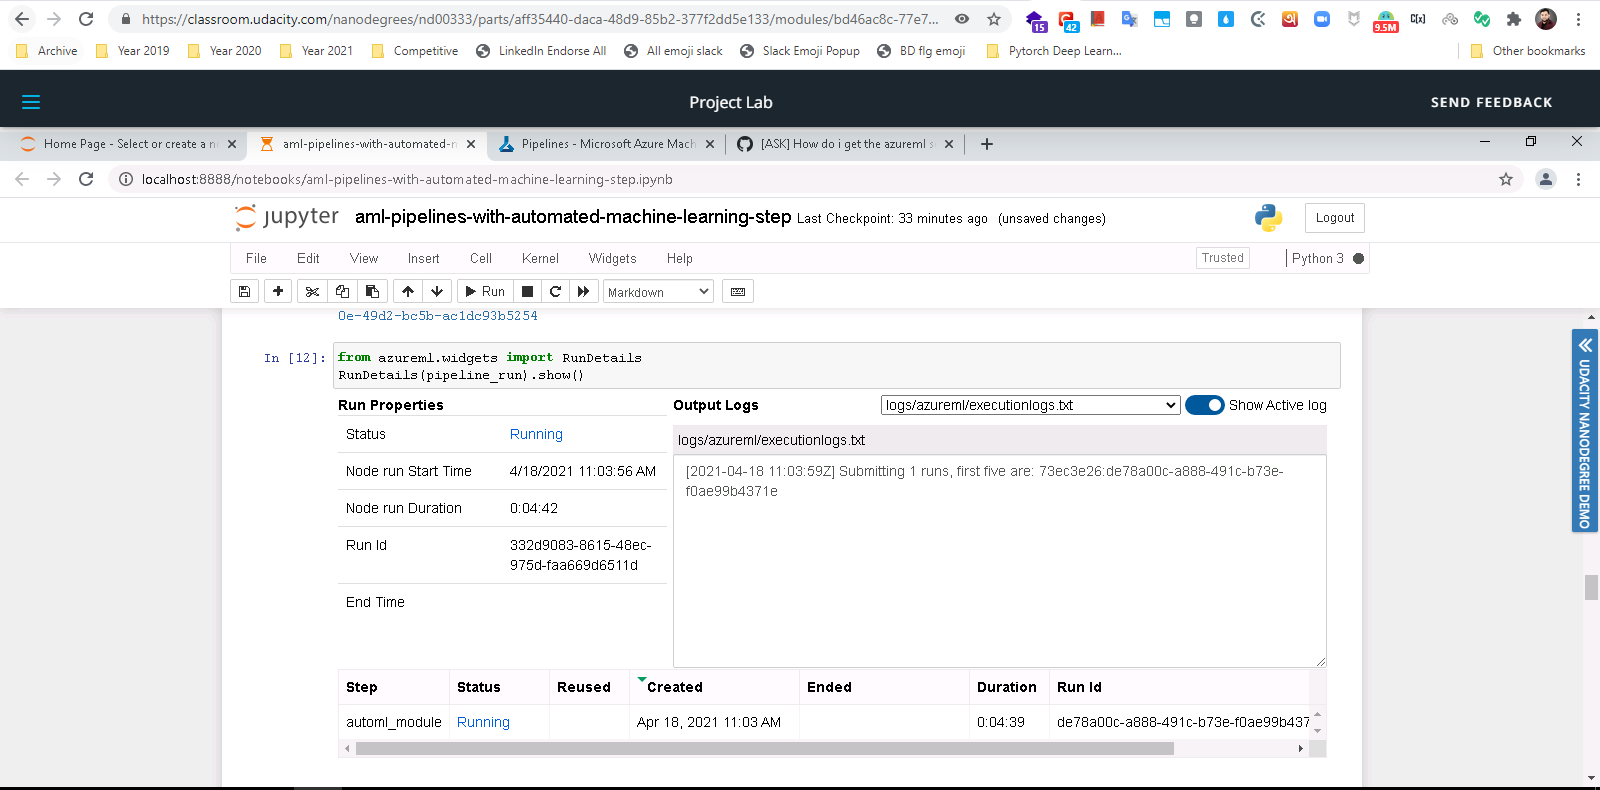 https://classroom.udacity.com/nanodegrees/nd00333/parts/aff35440-daca-48d9-85b2-377f2dd5e133/modules/bd46ac8c-77e7...
15
42
9.5M
C[x]
Archive
Year 2019
Year 2020
Year 2021
Competitive
LinkedIn Endorse All
All emoji slack
Slack Emoji Popup
BD flg emoji
Pytorch Deep Learn...
Other bookmarks
Project Lab
SEND FEEDBACK
Home Page - Select or create a n
aml-pipelines-with-automated-m
Pipelines - Microsoft Azure Mach
[ASK] How do i get the azureml s
localhost:8888/notebooks/aml-pipelines-with-automated-machine-learning-step.ipynb
jupyter aml-pipelines-with-automated-machine-learning-step Last Checkpoint: 33 minutes ago (unsaved changes)
Logout
File Edit View Insert Cell Kernel Widgets Help
Trusted
Python 3
Run
Markdown
0e-49d2-bc5b-ac1dc93b5254
In [12]: from azureml.widgets import RunDetails
RunDetails(pipeline_run).show()
Run Properties
Status Running
Node run Start Time 4/18/2021 11:03:56 AM
Node run Duration 0:04:42
Run Id 332d9083-8615-48ec-
975d-faa669d6511d
End Time
Output Logs
logs/azureml/executionlogs.txt
Show Active log
logs/azureml/executionlogs.txt
[2021-04-18 11:03:59Z] Submitting 1 runs, first five are: 73ec3e26:de78a00c-a888-491c-b73e-
f0ae99b4371e
Step Status Reused Created Ended Duration Run Id
automl_module Running Apr 18, 2021 11:03 AM 0:04:39 de78a00c-a888-491c-b73e-f0ae99b437
UDACITY NANODEGREE DEMO